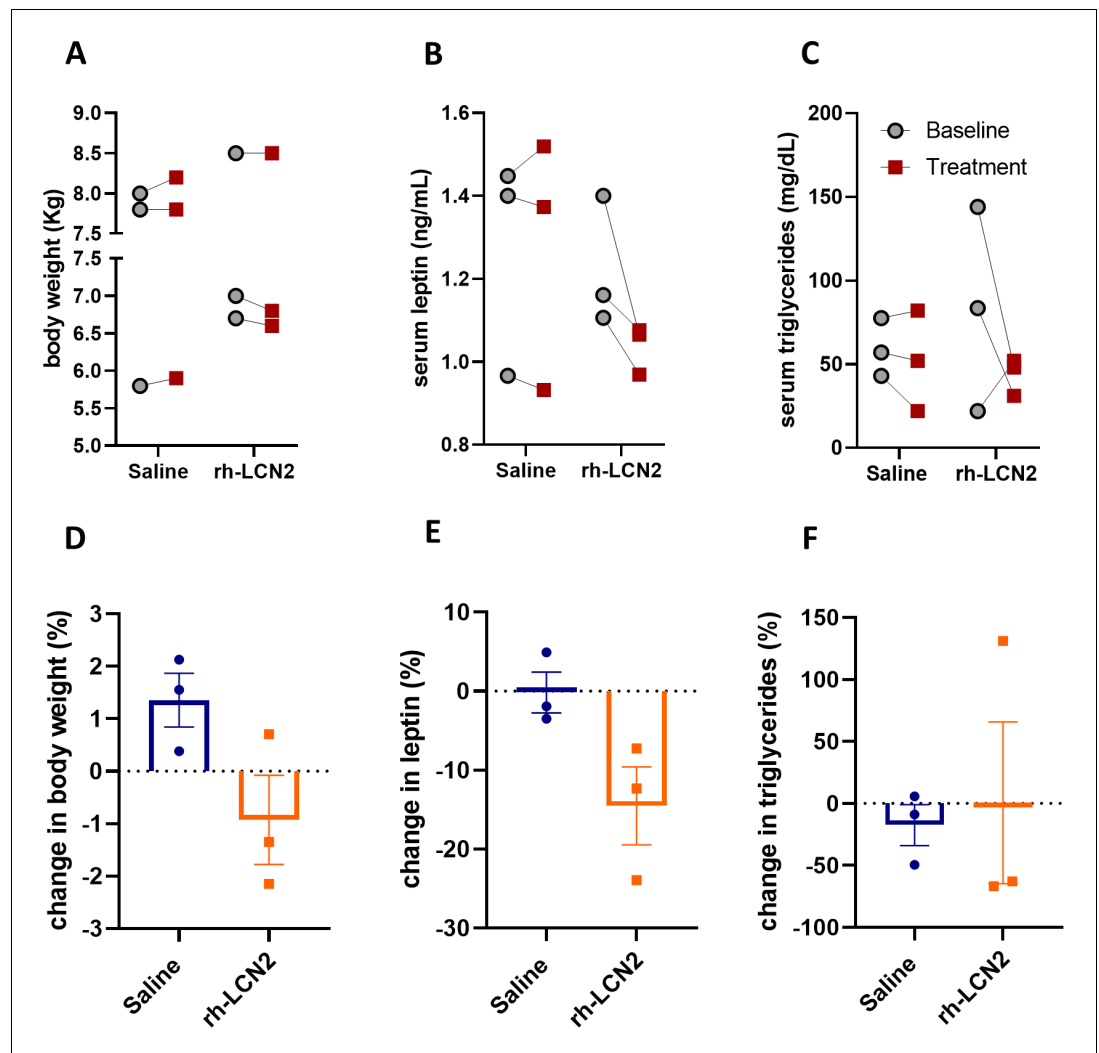 A
B
C
body weight (Kg)
9.0
8.5
8.0
7.5
7.5
7.0
6.5
6.0
5.5
5.0
Saline
rh-LCN2
serum leptin (ng/mL)
1.6
1.4
1.2
1.0
0.8
Saline
rh-LCN2
serum triglycerides (mg/dL)
200
150
100
50
0
Baseline
Treatment
Saline
rh-LCN2
D
E
F
change in body weight (%)
3
2
1
0
-1
-2
-3
Saline
rh-LCN2
change in leptin (%)
10
0
-10
-20
-30
Saline
rh-LCN2
change in triglycerides (%)
150
100
50
0
-50
-100
Saline
rh-LCN2